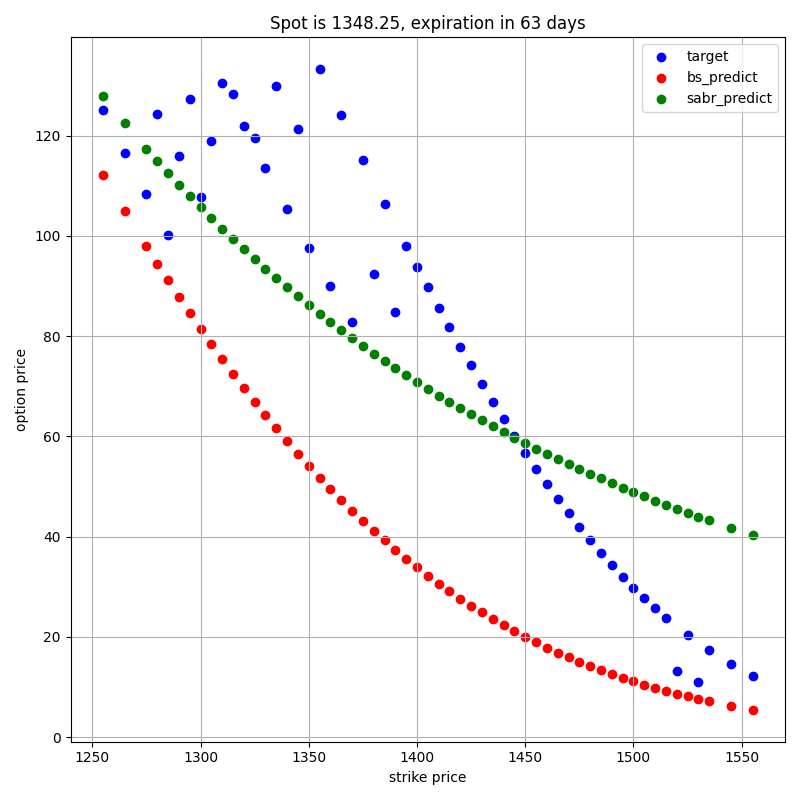 Spot is 1348.25, expiration in 63 days
target
bs_predict
sabr_predict
option price
120
100
80
60
40
20
0
1250 1300 1350 1400 1450 1500 1550
strike price